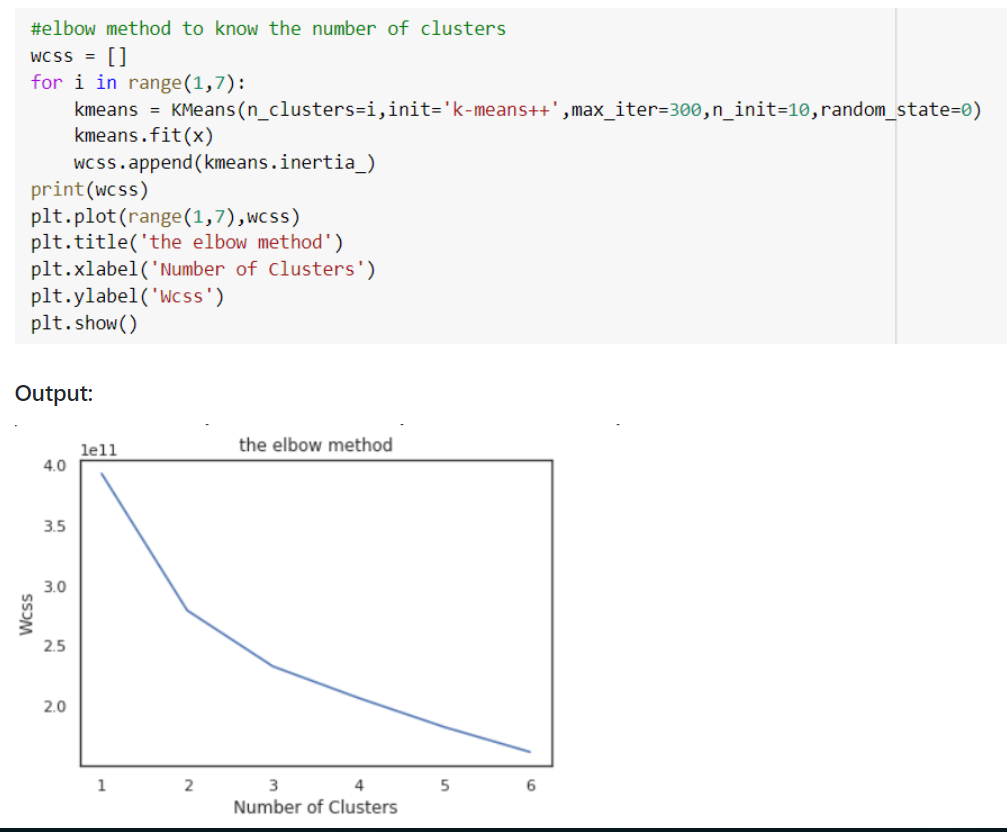 #elbow method to know the number of clusters
wcss = []
for i in range(1,7):
    kmeans = KMeans(n_clusters=i,init='k-means++',max_iter=300,n_init=10,random_state=0)
    kmeans.fit(x)
    wcss.append(kmeans.inertia_)
print(wcss)
plt.plot(range(1,7),wcss)
plt.title('the elbow method')
plt.xlabel('Number of Clusters')
plt.ylabel('Wcss')
plt.show()
Output:
the elbow method
1e11
4.0
3.5
3.0
2.5
2.0
Wcss
1 2 3 4 5 6
Number of Clusters